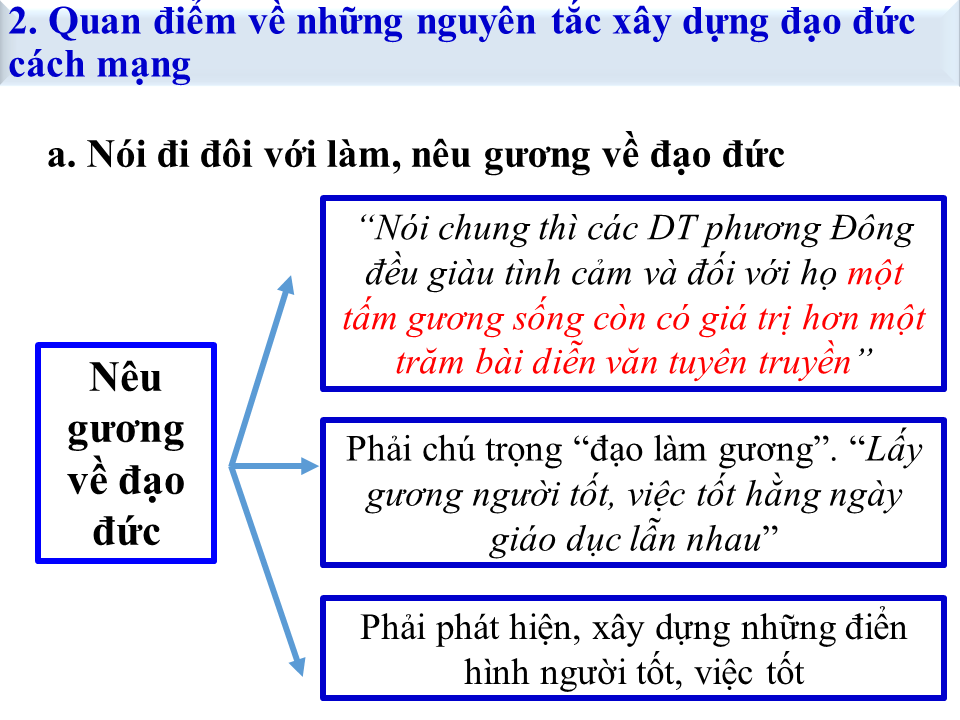 2. Quan điểm về những nguyên tắc xây dựng đạo đức
cách mạng
a. Nói đi đôi với làm, nêu gương về đạo đức
Nêu
gương
về đạo
đức
“Nói chung thì các DT phương Đông
đều giàu tình cảm và đối với họ một
tấm gương sống còn có giá trị hơn một
trăm bài diễn văn tuyên truyền”
Phải chú trọng “đạo làm gương”. “Lấy
gương người tốt, việc tốt hằng ngày
giáo dục lẫn nhau”
Phải phát hiện, xây dựng những điển
hình người tốt, việc tốt